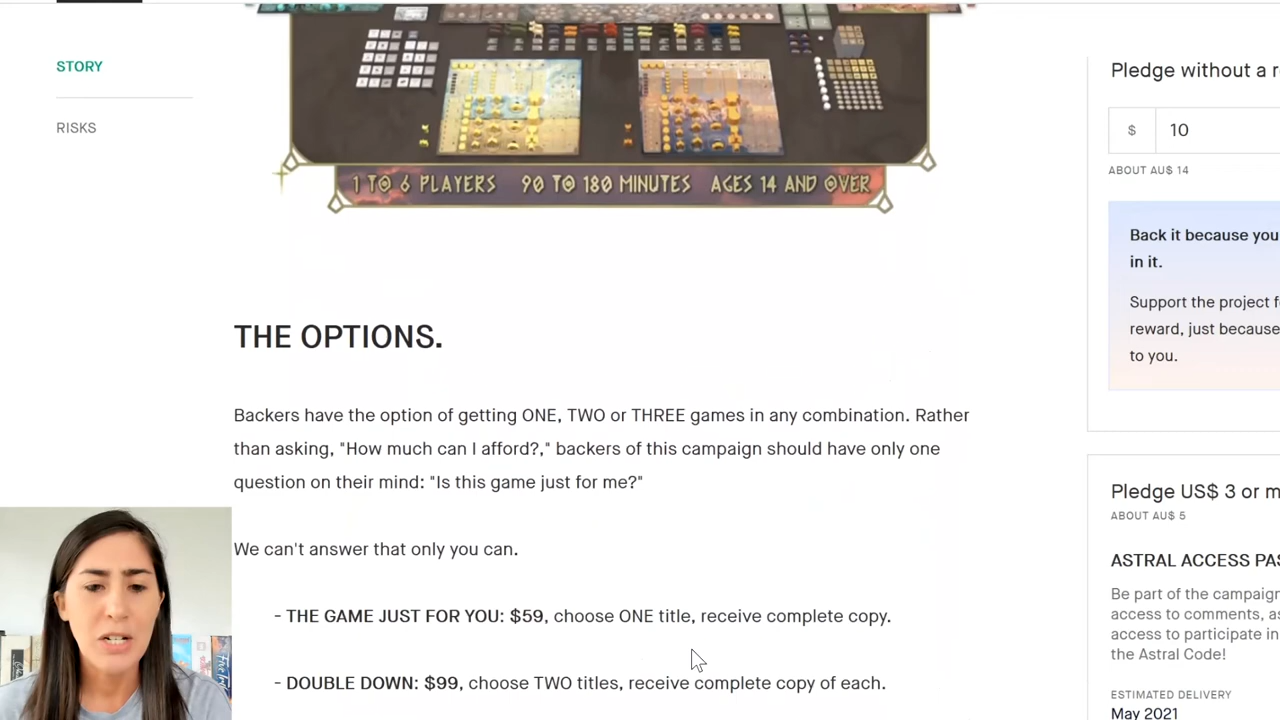 STORY
RISKS
1 TO 6 PLAYERS 90 TO 180 MINUTES AGES 14 AND OVER
THE OPTIONS.
Backers have the option of getting ONE, TWO or THREE games in any combination. Rather
than asking, "How much can I afford?," backers of this campaign should have only one
question on their mind: "Is this game just for me?"
We can't answer that only you can.
- THE GAME JUST FOR YOU: $59, choose ONE title, receive complete copy.
- DOUBLE DOWN: $99, choose TWO titles, receive complete copy of each.
Pledge without a r
$ 10
ABOUT AU$ 14
Back it because you
in it.
Support the project f
reward, just because
to you.
Pledge US$ 3 or m
ABOUT AU$ 5
ASTRAL ACCESS PAS
Be part of the campaign
access to comments, as
access to participate in
the Astral Code!
ESTIMATED DELIVERY
May 2021